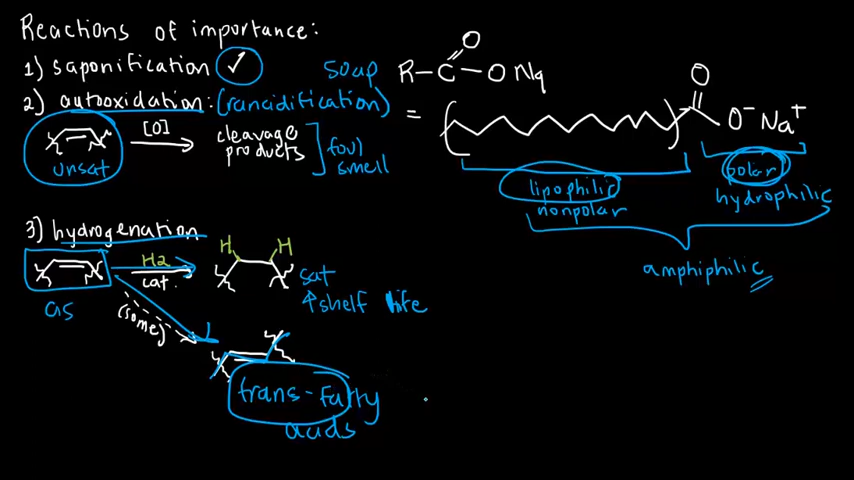 Reactions of importance:
1) saponification ✓
2) autooxidation: (rancidification)
unsat
[O]
cleavage
products
foul
smell
3) hydrogenation
cis
H2
cat.
H H
sat
↑shelf life
(some)
trans-fatty
acids
soap
R-C-O Na
O
=
O
O⁻ Na⁺
lipophilic
nonpolar
polar
hydrophilic
amphiphilic